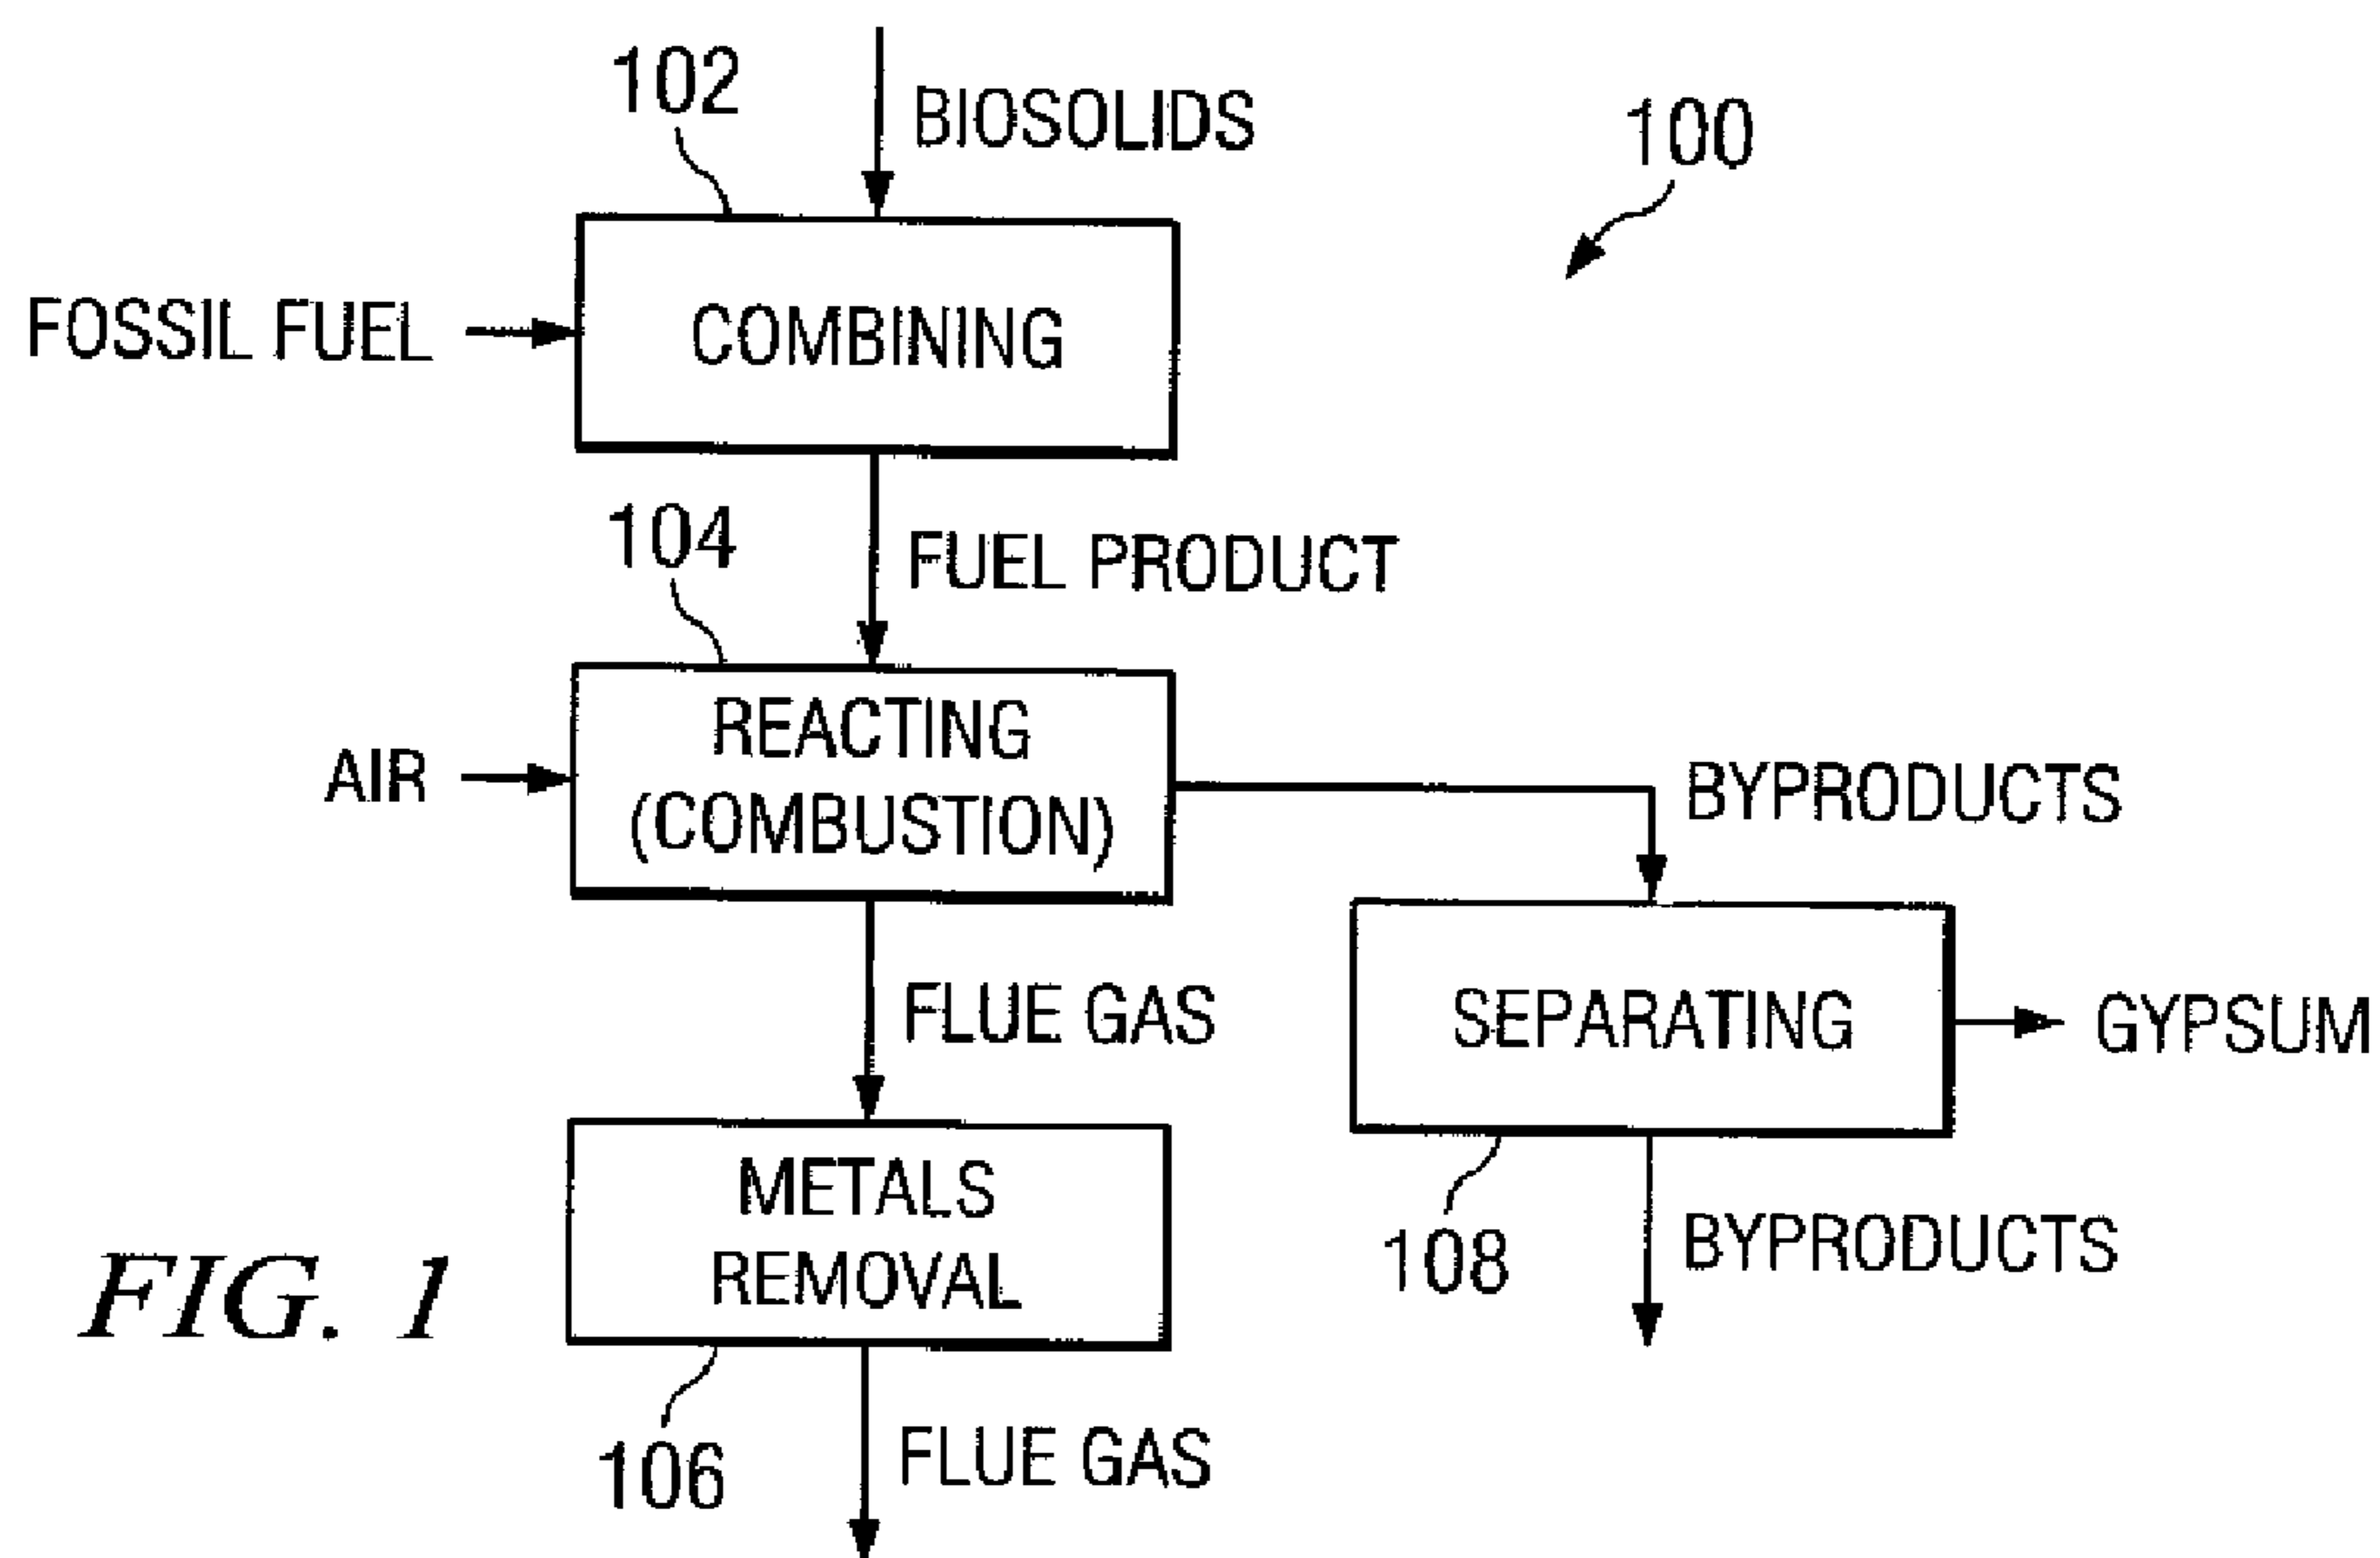 102
BIOSOLIDS
100
FOSSIL FUEL
COMBINING
104
FUEL PRODUCT
AIR
REACTING
(COMBUSTION)
BYPRODUCTS
FLUE GAS
SEPARATING
GYPSUM
METALS
REMOVAL
108
BYPRODUCTS
FIG. 1
106
FLUE GAS